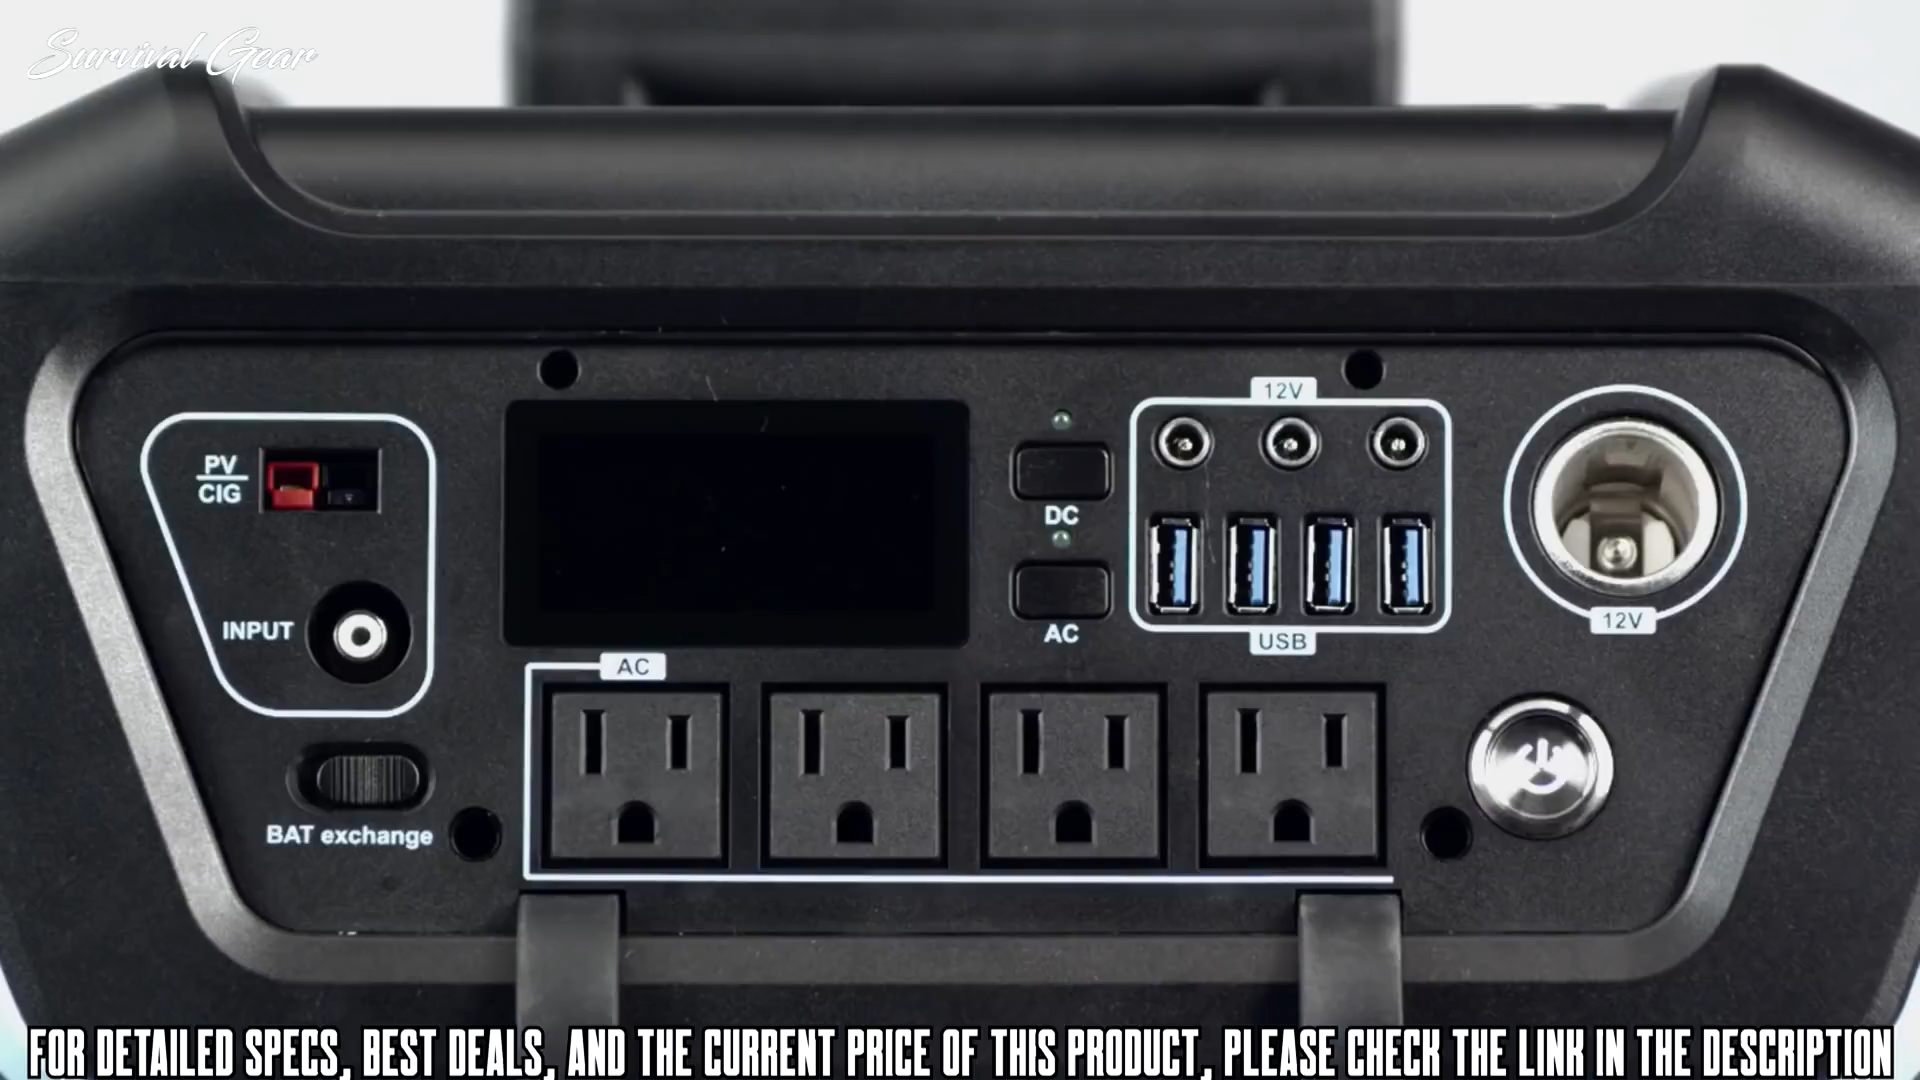 Survival Gear
12V
PV
CIG
DC
INPUT
AC
USB
12V
AC
BAT exchange
FOR DETAILED SPECS, BEST DEALS, AND THE CURRENT PRICE OF THIS PRODUCT, PLEASE CHECK THE LINK IN THE DESCRIPTION